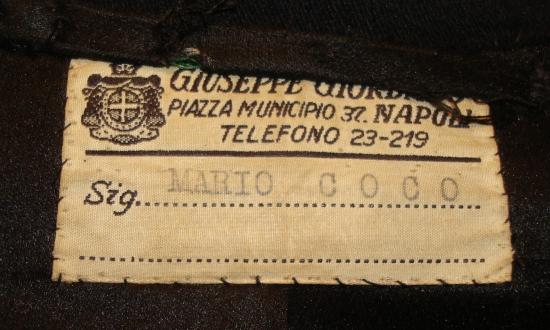 GIUSEPPE
PIAZZA MUNICIPIO 37. NAPOLI
TELEFONO 23-219
Sig. MARIO COCO